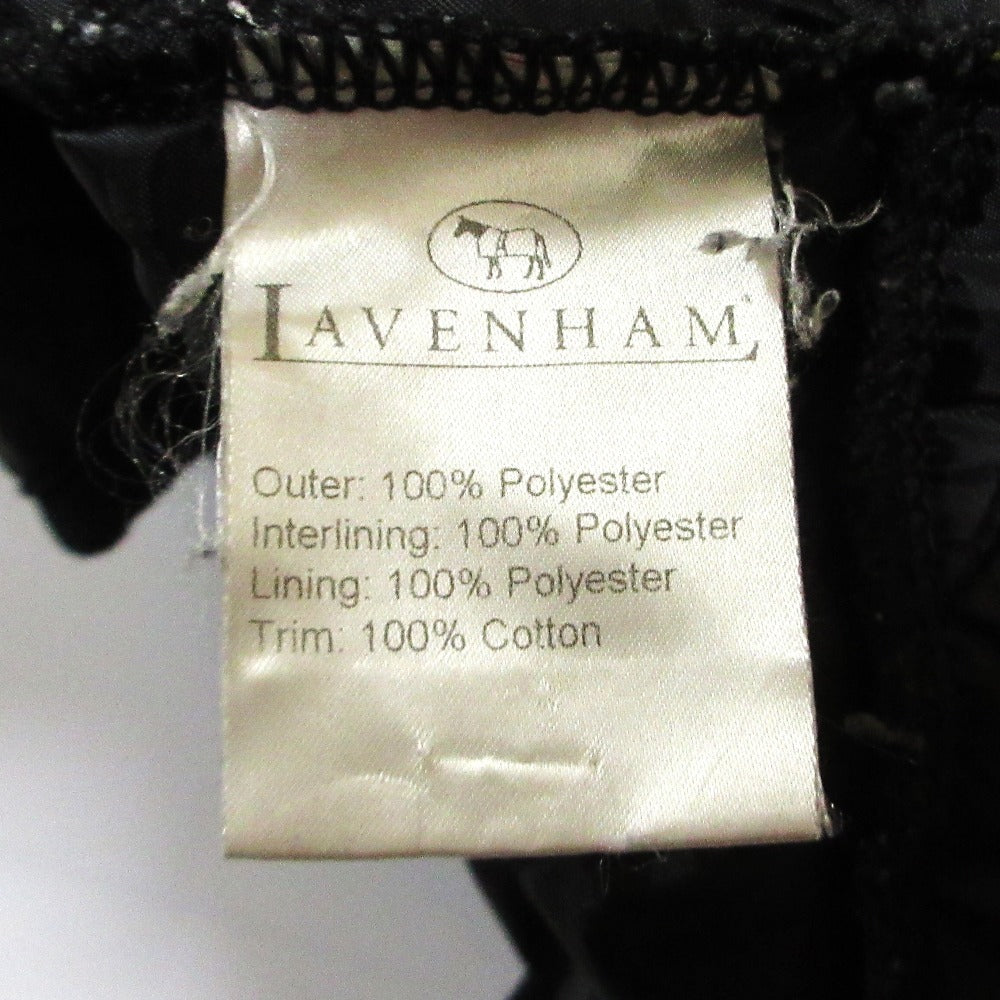 LAVENHAM
Outer: 100% Polyester
Interlining: 100% Polyester
Lining: 100% Polyester
Trim: 100% Cotton